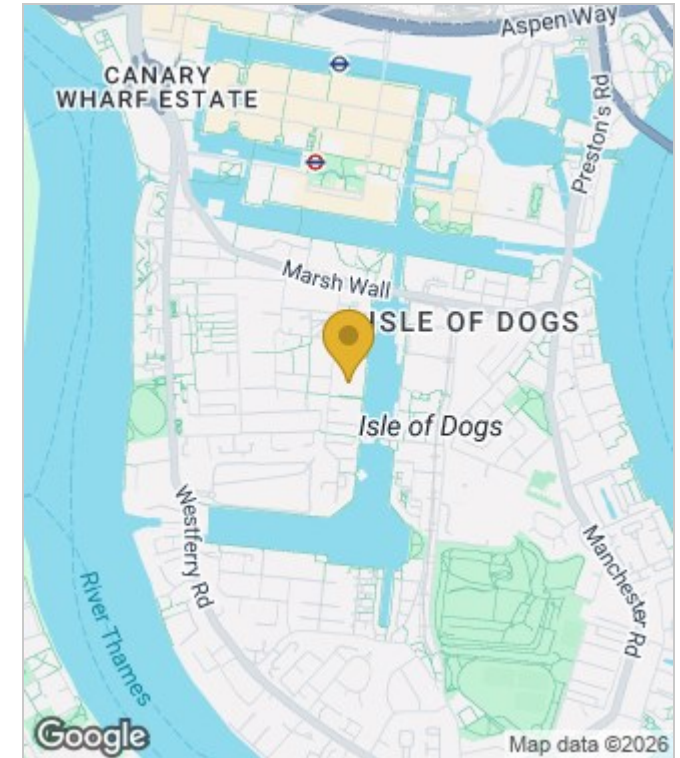 Aspen Way
CANARY
WHARF ESTATE
Preston's Rd
Marsh Wall
ISLE OF DOGS
Isle of Dogs
Westferry Rd
Manchester Rd
River Thames
Google
Map data ©2026